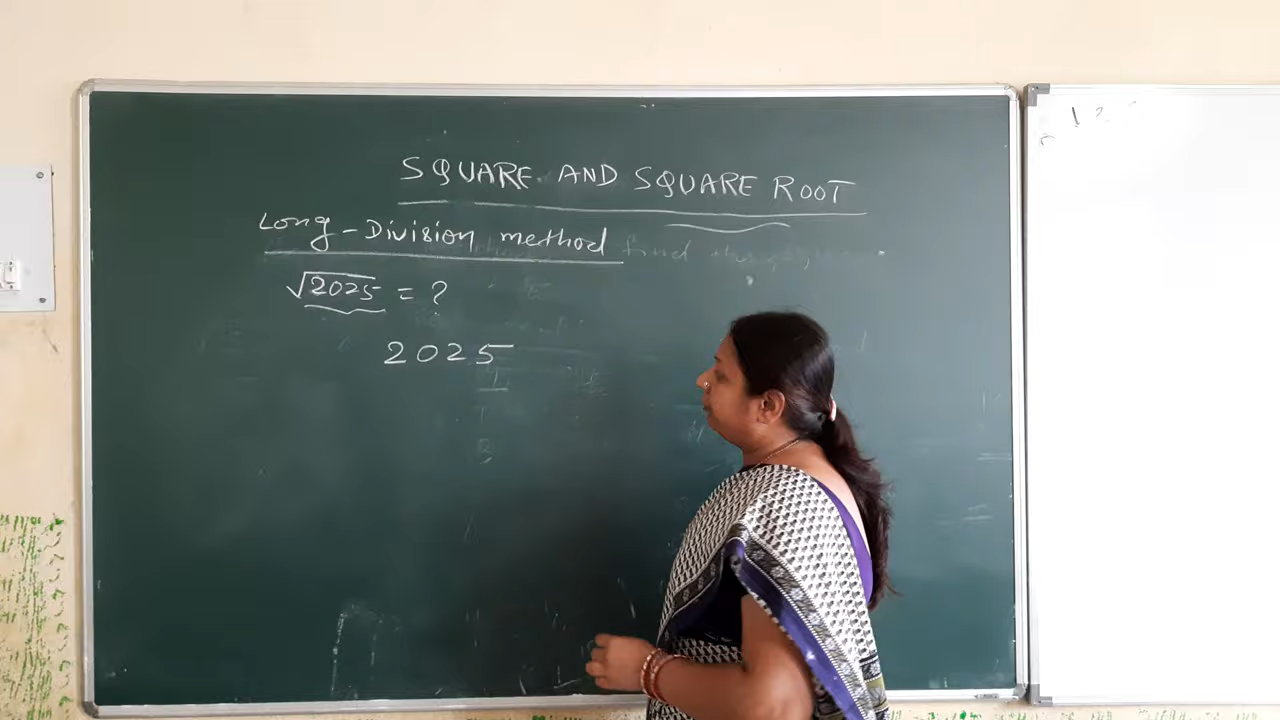 SQUARE AND SQUARE ROOT
Long-Division method
√2025 = ?
2025